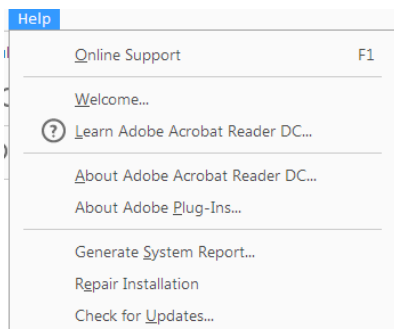 Help
Online Support F1
Welcome...
? Learn Adobe Acrobat Reader DC...
About Adobe Acrobat Reader DC...
About Adobe Plug-Ins...
Generate System Report...
Repair Installation
Check for Updates...